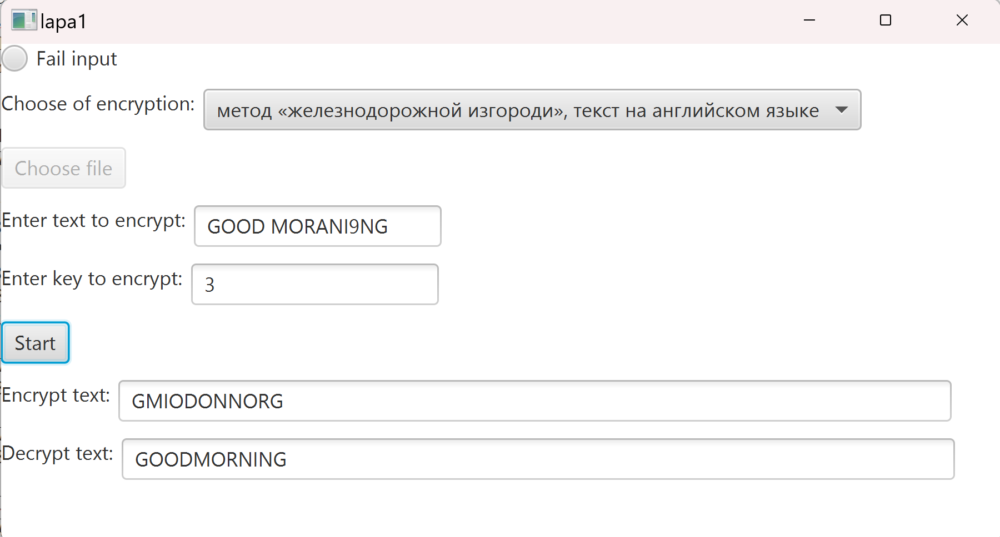 lapa1
Fail input
Choose of encryption: метод «железнодорожной изгороди», текст на английском языке
Choose file
Enter text to encrypt: GOOD MORANI9NG
Enter key to encrypt: 3
Start
Encrypt text: GMIODONNORG
Decrypt text: GOODMORNING